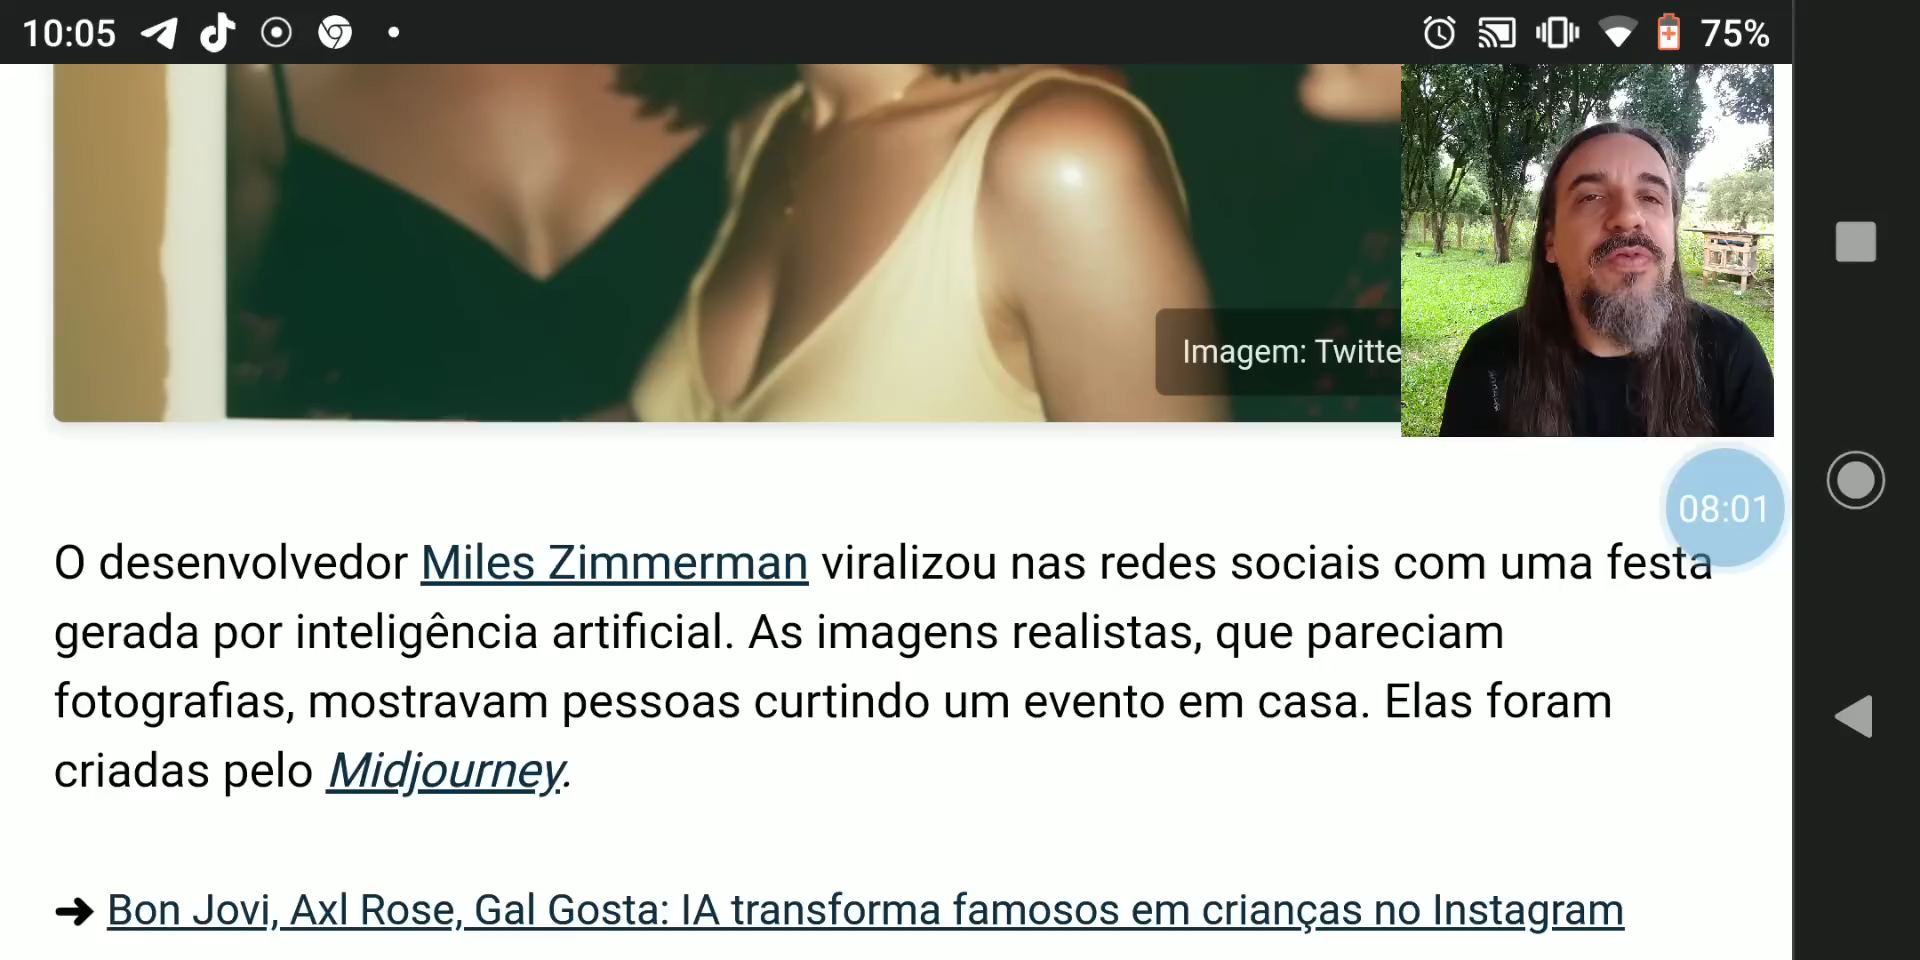 10:05
75%
Imagem: Twitte
08:01
O desenvolvedor Miles Zimmerman viralizou nas redes sociais com uma festa
gerada por inteligência artificial. As imagens realistas, que pareciam
fotografias, mostravam pessoas curtindo um evento em casa. Elas foram
criadas pelo Midjourney.
➜ Bon Jovi, Axl Rose, Gal Gosta: IA transforma famosos em crianças no Instagram